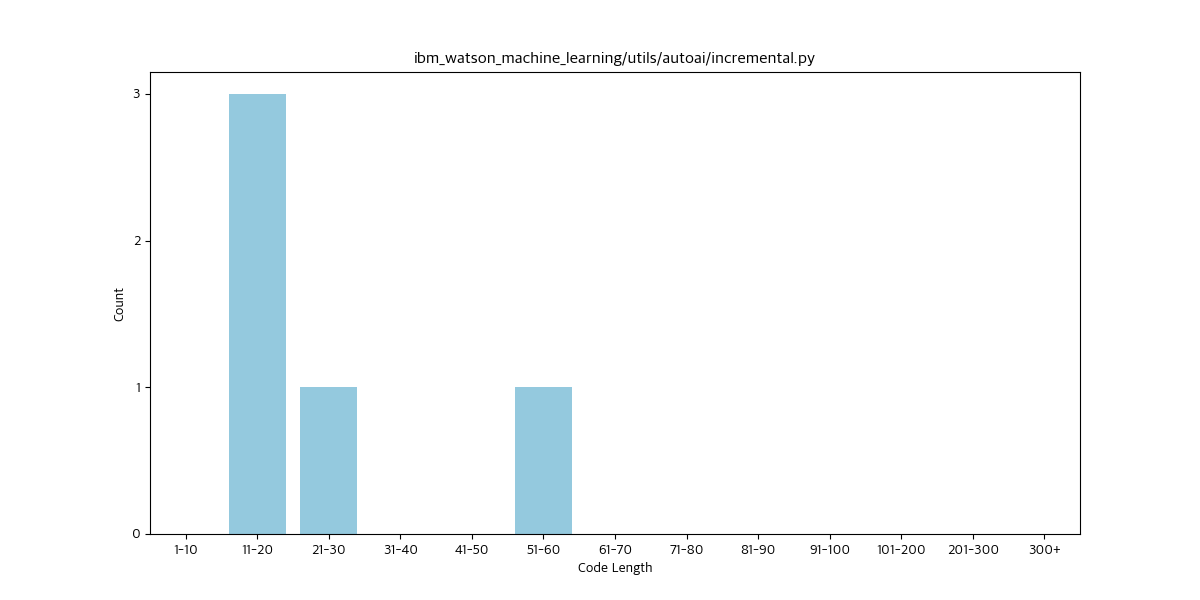 ibm_watson_machine_learning/utils/autoai/incremental.py
3
2
1
0
Count
1-10 11-20 21-30 31-40 41-50 51-60 61-70 71-80 81-90 91-100 101-200 201-300 300+
Code Length